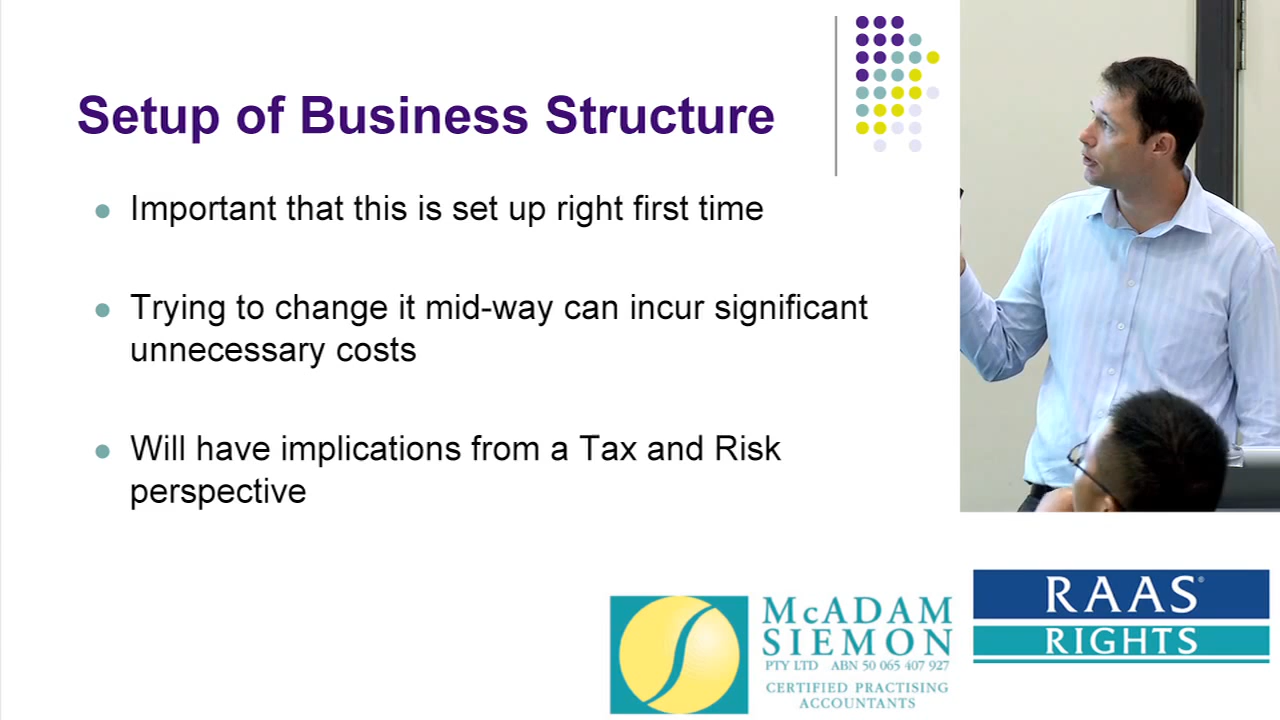 Setup of Business Structure
Important that this is set up right first time
Trying to change it mid-way can incur significant
unnecessary costs
Will have implications from a Tax and Risk
perspective
McADAM
SIEMON
PTY LTD ABN 50 065 407 927
CERTIFIED PRACTISING
ACCOUNTANTS
RAAS®
RIGHTS